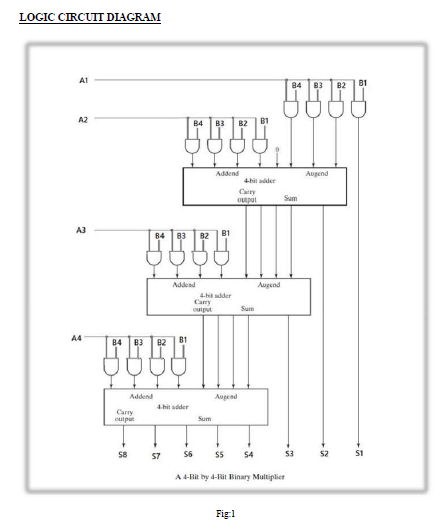 LOGIC CIRCUIT DIAGRAM
A1
B4 B3 B2 B1
A2
B4 B3 B2 B1
0
Addend Augend
4-bit adder
Carry
output Sum
A3
B4 B3 B2 B1
Addend Augend
4-bit adder
Carry
output Sum
A4
B4 B3 B2 B1
Addend Augend
4-bit adder
Carry
output Sum
S8 S7 S6 S5 S4 S3 S2 S1
A 4-Bit by 4-Bit Binary Multiplier
Fig:1